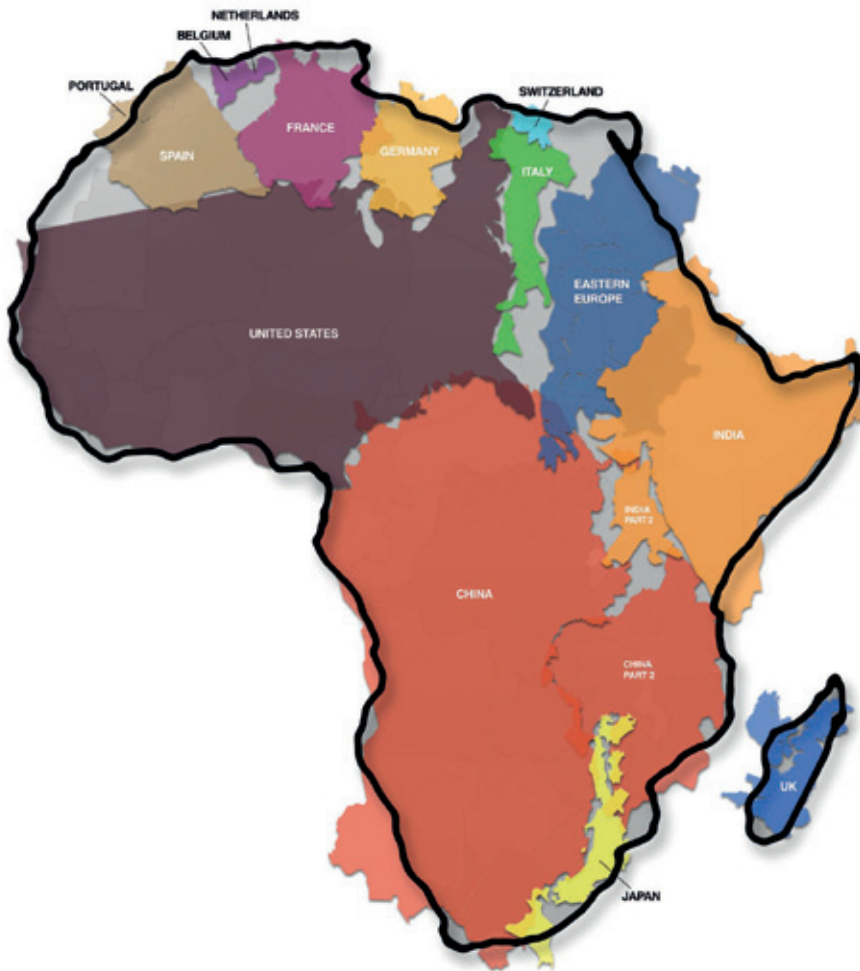 NETHERLANDS
BELGIUM
PORTUGAL
SWITZERLAND
SPAIN
FRANCE
GERMANY
ITALY
EASTERN
EUROPE
UNITED STATES
INDIA
INDIA
PART 2
CHINA
CHINA
PART 2
UK
JAPAN